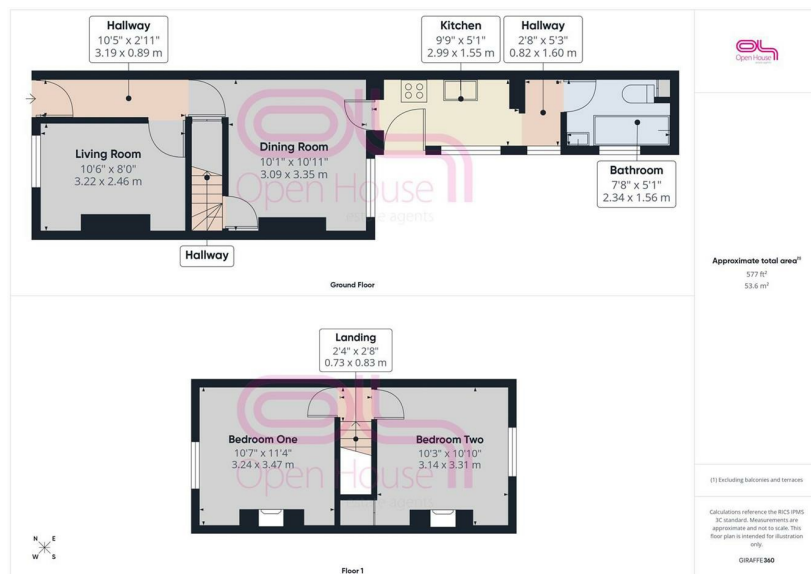 Hallway
10'5" x 2'11"
3.19 x 0.89 m
Kitchen
9'9" x 5'1"
2.99 x 1.55 m
Hallway
2'8" x 5'3"
0.82 x 1.60 m
Living Room
10'6" x 8'0"
3.22 x 2.46 m
Dining Room
10'1" x 10'11"
3.09 x 3.35 m
Bathroom
7'8" x 5'1"
2.34 x 1.56 m
Hallway
Open House
estate agents
Ground Floor
Landing
2'4" x 2'8"
0.73 x 0.83 m
Bedroom One
10'7" x 11'4"
3.24 x 3.47 m
Bedroom Two
10'3" x 10'10"
3.14 x 3.31 m
Open House
estate agents
N E
W S
Floor 1
Open House
Approximate total area(1)
577 ft²
53.6 m²
(1) Excluding balconies and terraces
Calculations reference the RICS IPMS
3C standard. Measurements are
approximate and not to scale. This
floor plan is intended for illustration
only.
GIRAFFE360